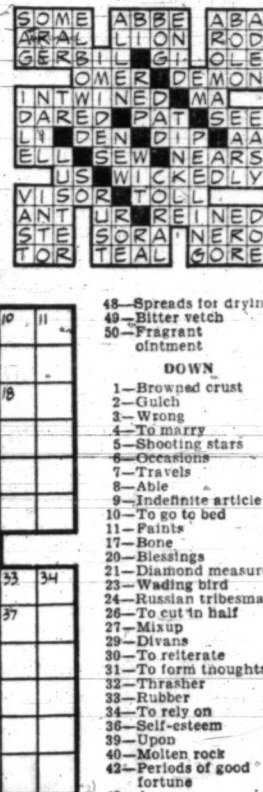 SOME ABBE ABA
ARAL LION ROD
GERBIL GI OLE
OMER DEMON
INTWINED MA
DARED PAT SEE
LI DEN DIP AA
ELL SEW NEARS
US WICKEDLY
VISOR TOLL
ANT UR REINED
STE SORA NERO
TOR TEAL GORE
10 11
18
33 34
37
48—Spreads for dryin
49—Bitter vetch
50—Fragrant
ointment
DOWN
1—Browned crust
2—Gulch
3—Wrong
4—To marry
5—Shooting stars
6—Occasions
7—Travels
8—Able
9—Indefinite article
10—To go to bed
11—Faints
17—Bone
20—Blessings
21—Diamond measure
23—Wading bird
24—Russian tribesma
26—To cut in half
27—Mixup
29—Divans
30—To reiterate
31—To form thoughts
32—Thrasher
33—Rubber
34—To rely on
36—Self-esteem
39—Upon
40—Molten rock
42—Periods of good
fortune